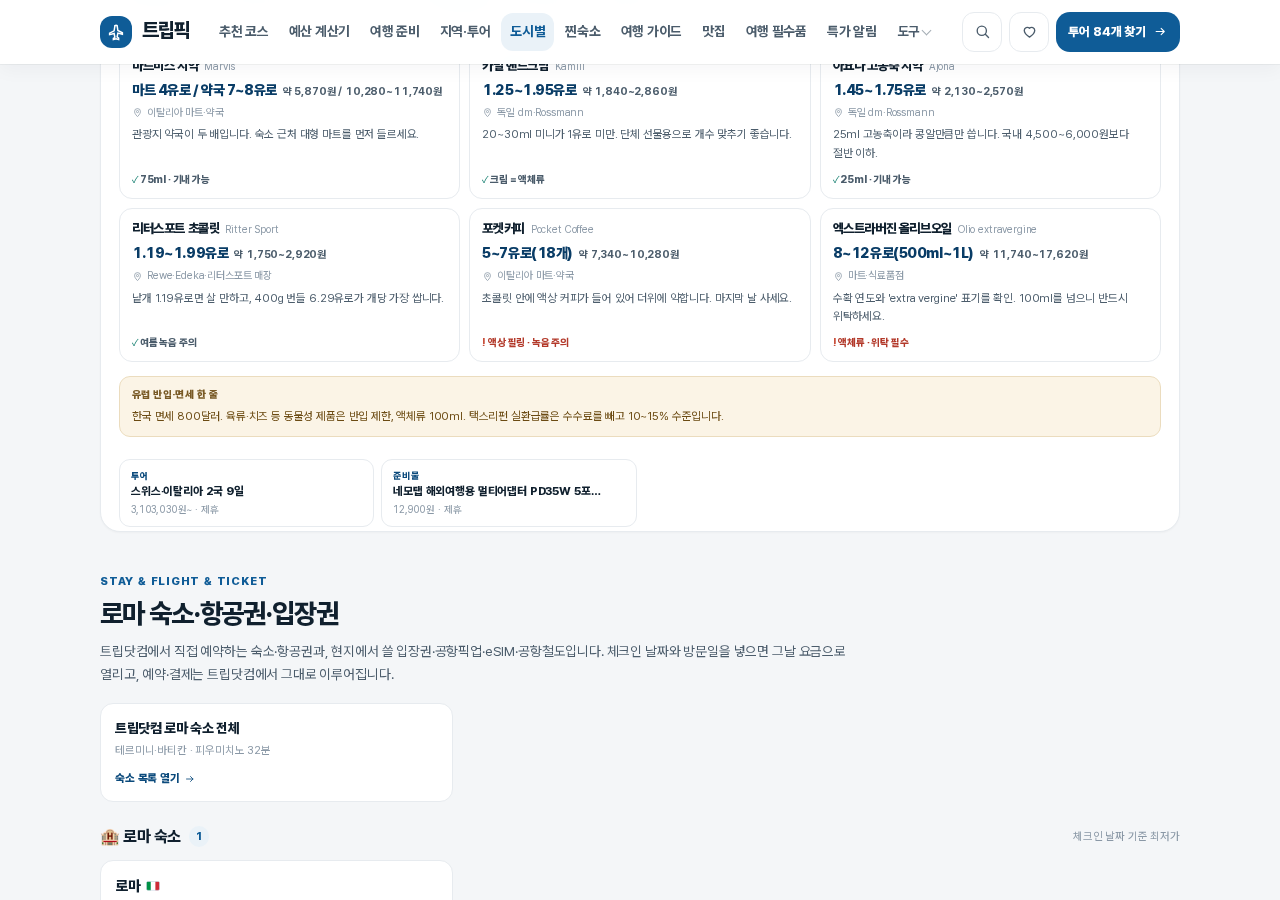 트립픽
추천 코스
예산 계산기
여행 준비
지역·투어
도시별
찐숙소
여행 가이드
맛집
여행 필수품
특가 알림
도구
투어 84개 찾기 →
마르비스 치약 Marvis
마트 4유로 / 약국 7~8유로 약 5,870원 / 10,280~11,740원
이탈리아 마트·약국
관광지 약국이 두 배입니다. 숙소 근처 대형 마트를 먼저 들르세요.
✓ 75ml · 기내 가능
카밀 핸드크림 Kamill
1.25~1.95유로 약 1,840~2,860원
독일 dm·Rossmann
20~30ml 미니가 1유로 미만. 단체 선물용으로 개수 맞추기 좋습니다.
✓ 크림 = 액체류
아요나 고농축 치약 Ajona
1.45~1.75유로 약 2,130~2,570원
독일 dm·Rossmann
25ml 고농축이라 콩알만큼만 씁니다. 국내 4,500~6,000원보다
절반 이하.
✓ 25ml · 기내 가능
리터스포트 초콜릿 Ritter Sport
1.19~1.99유로 약 1,750~2,920원
Rewe·Edeka·리터스포트 매장
낱개 1.19유로면 살 만하고, 400g 번들 6.29유로가 개당 가장 쌉니다.
✓ 여름 녹음 주의
포켓커피 Pocket Coffee
5~7유로(18개) 약 7,340~10,280원
이탈리아 마트·약국
초콜릿 안에 액상 커피가 들어 있어 더위에 약합니다. 마지막 날 사세요.
! 액상 필링 · 녹음 주의
엑스트라버진 올리브오일 Olio extravergine
8~12유로(500ml~1L) 약 11,740~17,620원
마트·식료품점
수확 연도와 'extra vergine' 표기를 확인. 100ml를 넘으니 반드시
위탁하세요.
! 액체류 · 위탁 필수
유럽 반입·면세 한 줄
한국 면세 800달러. 육류·치즈 등 동물성 제품은 반입 제한, 액체류 100ml. 택스리펀 실환급률은 수수료를 빼고 10~15% 수준입니다.
투어
스위스·이탈리아 2국 9일
3,103,030원~ · 제휴
준비물
네모탭 해외여행용 멀티어댑터 PD35W 5포…
12,900원 · 제휴
STAY & FLIGHT & TICKET
로마 숙소·항공권·입장권
트립닷컴에서 직접 예약하는 숙소·항공권과, 현지에서 쓸 입장권·공항픽업·eSIM·공항철도입니다. 체크인 날짜와 방문일을 넣으면 그날 요금으로
열리고, 예약·결제는 트립닷컴에서 그대로 이루어집니다.
트립닷컴 로마 숙소 전체
테르미니·바티칸 · 피우미치노 32분
숙소 목록 열기 →
로마 숙소 1
체크인 날짜 기준 최저가
로마